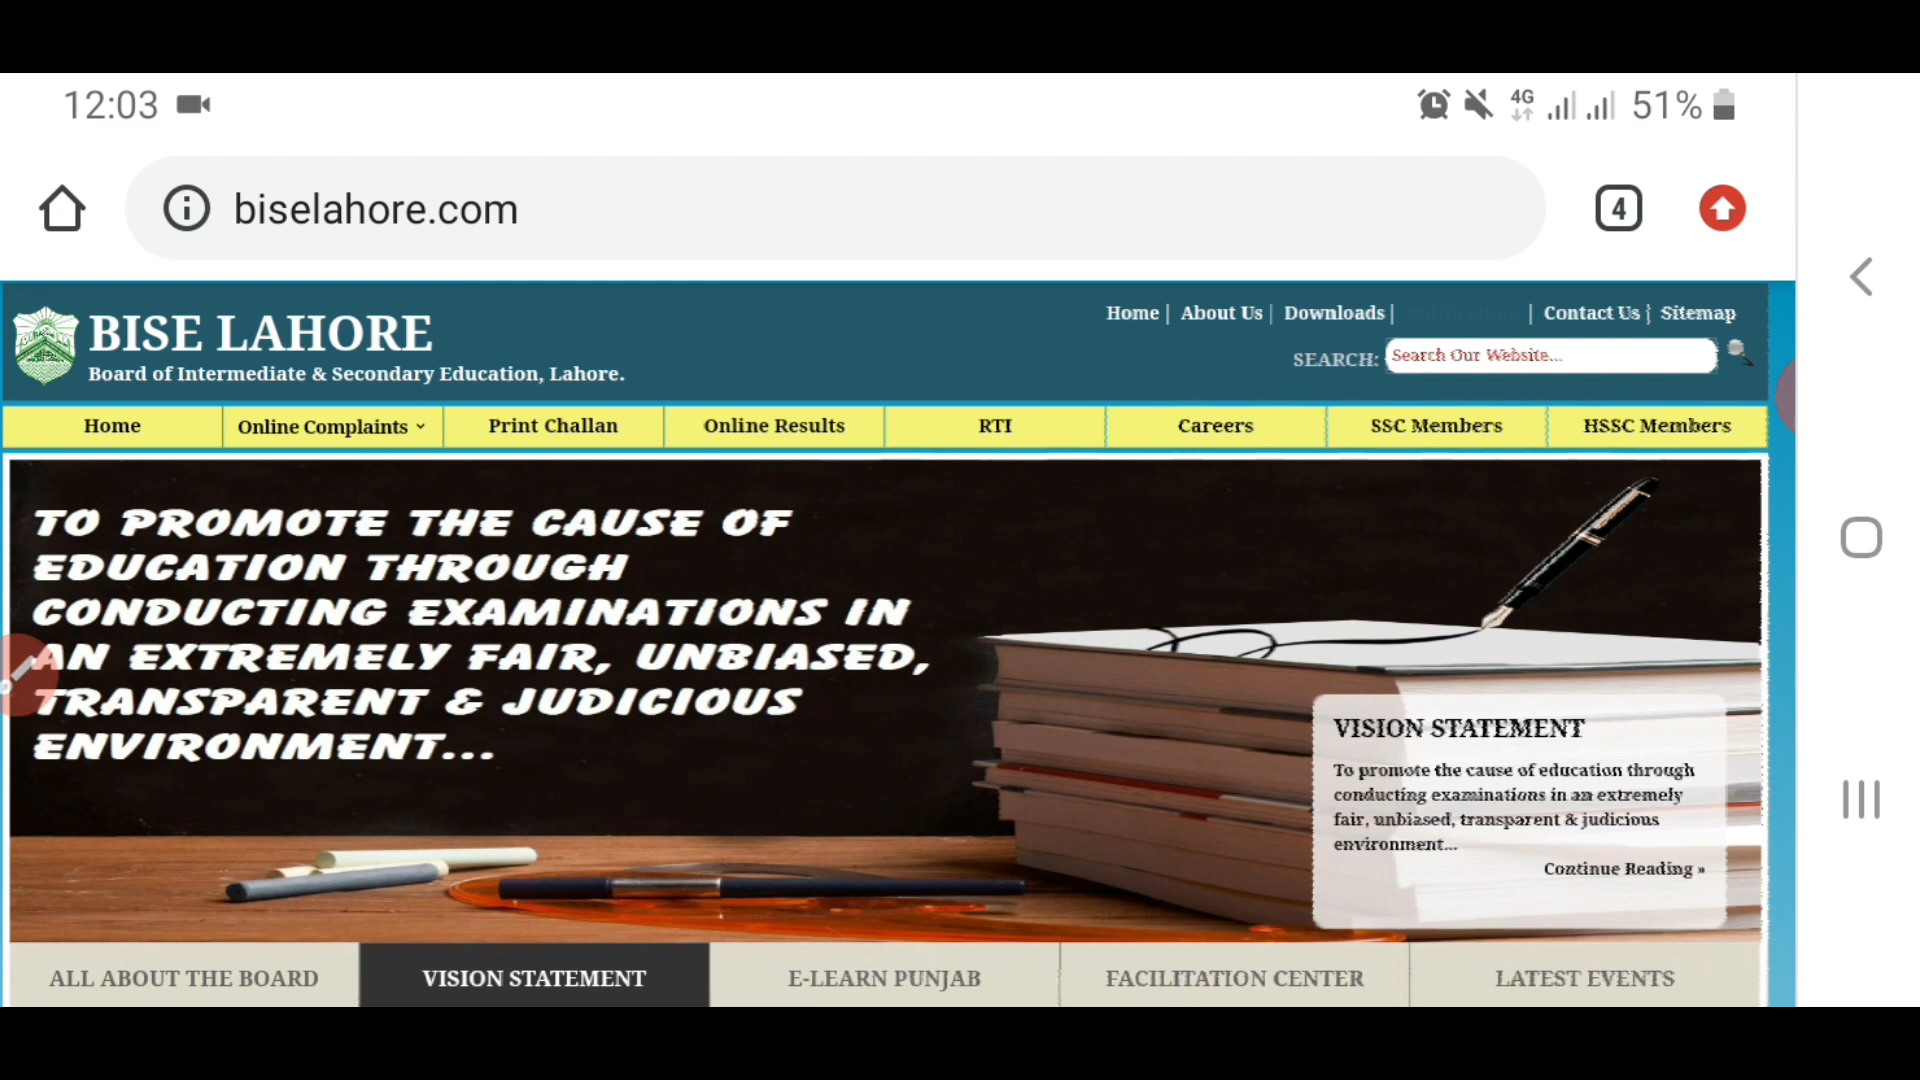 12:03
4G
51%
biselahore.com
4
BISE LAHORE
Board of Intermediate & Secondary Education, Lahore.
Home | About Us | Downloads | | Contact Us | Sitemap
SEARCH: Search Our Website...
Home
Online Complaints
Print Challan
Online Results
RTI
Careers
SSC Members
HSSC Members
TO PROMOTE THE CAUSE OF
EDUCATION THROUGH
CONDUCTING EXAMINATIONS IN
AN EXTREMELY FAIR, UNBIASED,
TRANSPARENT & JUDICIOUS
ENVIRONMENT...
VISION STATEMENT
To promote the cause of education through
conducting examinations in an extremely
fair, unbiased, transparent & judicious
environment...
Continue Reading »
ALL ABOUT THE BOARD
VISION STATEMENT
E-LEARN PUNJAB
FACILITATION CENTER
LATEST EVENTS